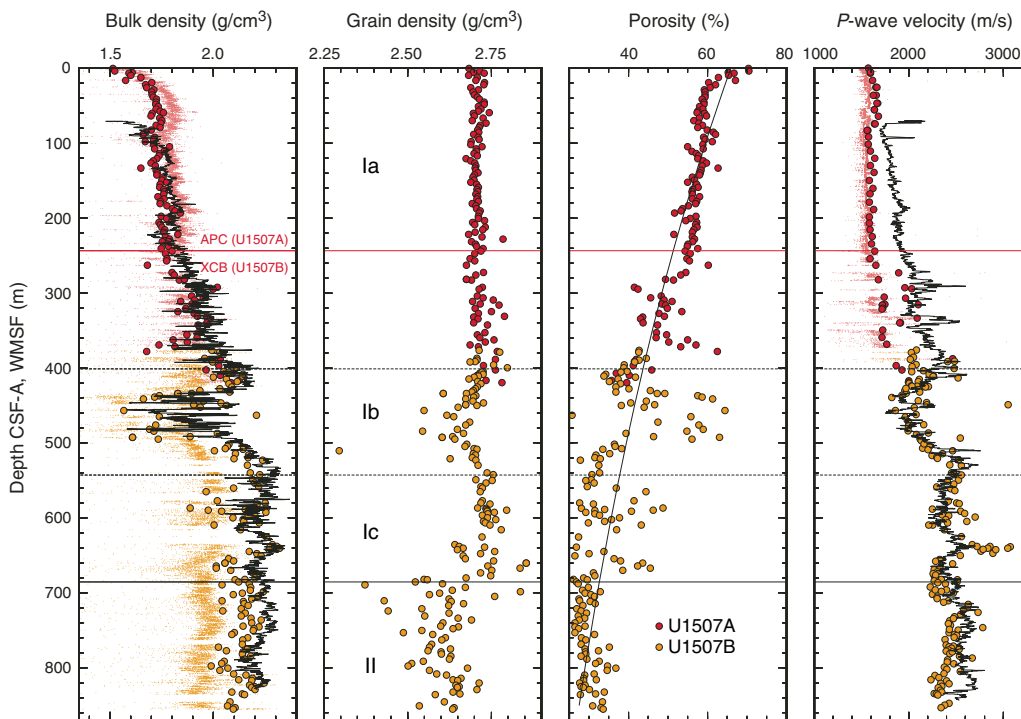 Bulk density (g/cm³) Grain density (g/cm³) Porosity (%) P-wave velocity (m/s)
1.5 2.0 2.25 2.50 2.75 40 60 80 1000 2000 3000
0
100
Ia
200
APC (U1507A)
XCB (U1507B)
300
Depth CSF-A, WMSF (m)
400
Ib
500
600
Ic
700
U1507A
U1507B
II
800